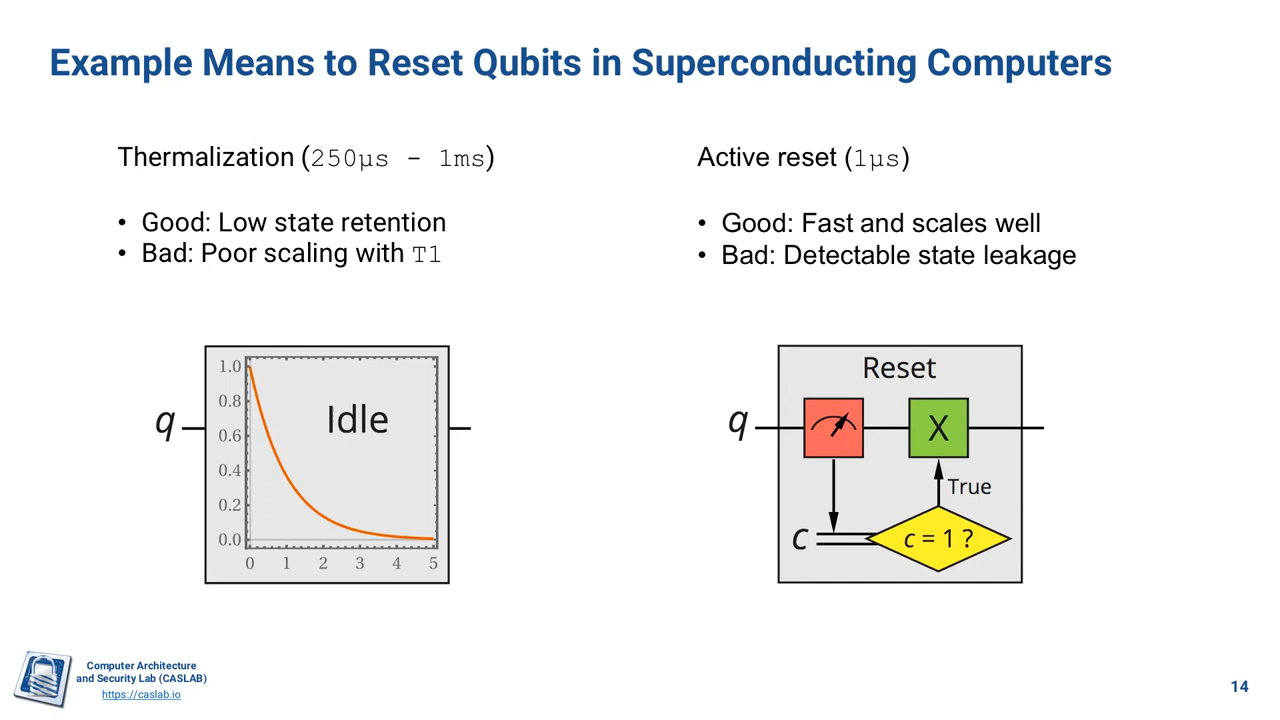 Example Means to Reset Qubits in Superconducting Computers
Thermalization (250µs - 1ms)
• Good: Low state retention
• Bad: Poor scaling with T1
Active reset (1µs)
• Good: Fast and scales well
• Bad: Detectable state leakage
q
1.0
0.8
0.6
0.4
0.2
0.0
Idle
0 1 2 3 4 5
Reset
q
X
True
c
c = 1 ?
Computer Architecture
and Security Lab (CASLAB)
https://caslab.io
14